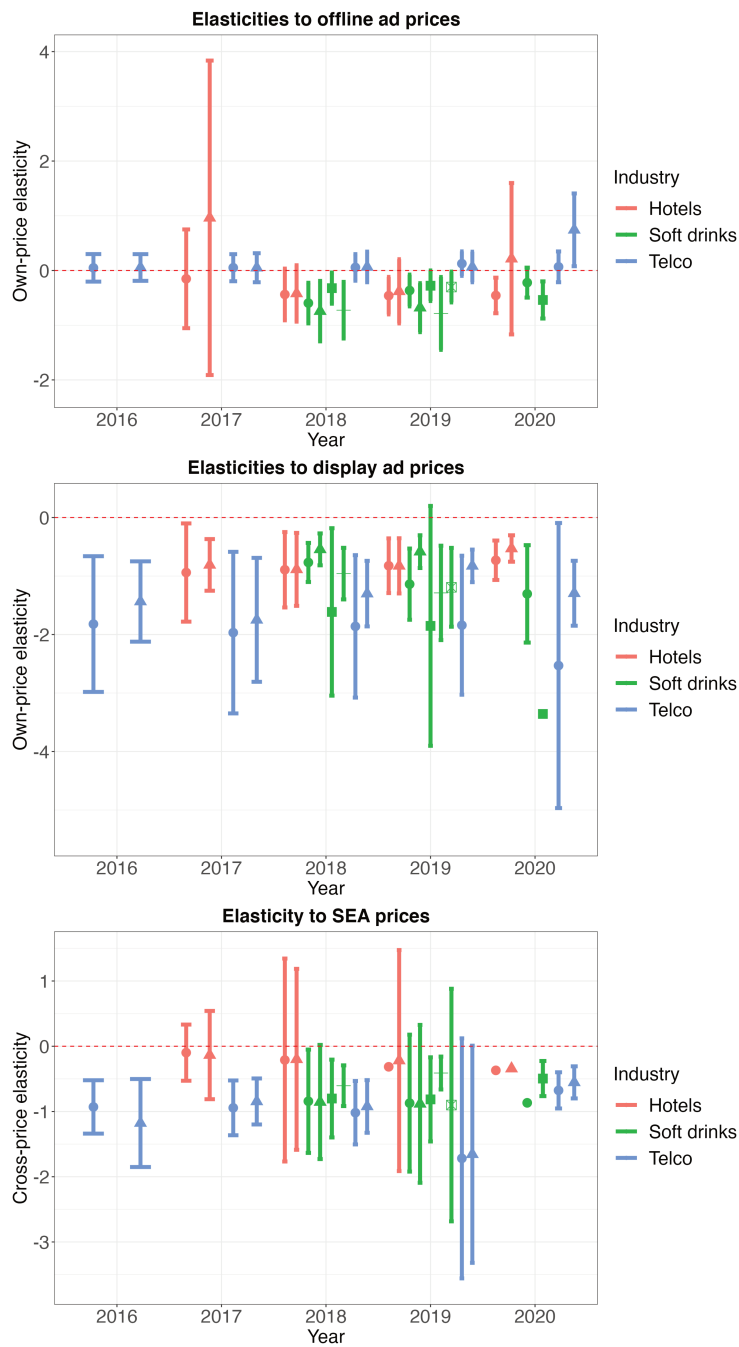 Elasticities to offline ad prices
4
2
0
-2
Own-price elasticity
2016 2017 2018 2019 2020
Year
Industry
Hotels
Soft drinks
Telco
Elasticities to display ad prices
0
-2
-4
Own-price elasticity
2016 2017 2018 2019 2020
Year
Industry
Hotels
Soft drinks
Telco
Elasticity to SEA prices
1
0
-1
-2
-3
Cross-price elasticity
2016 2017 2018 2019 2020
Year
Industry
Hotels
Soft drinks
Telco